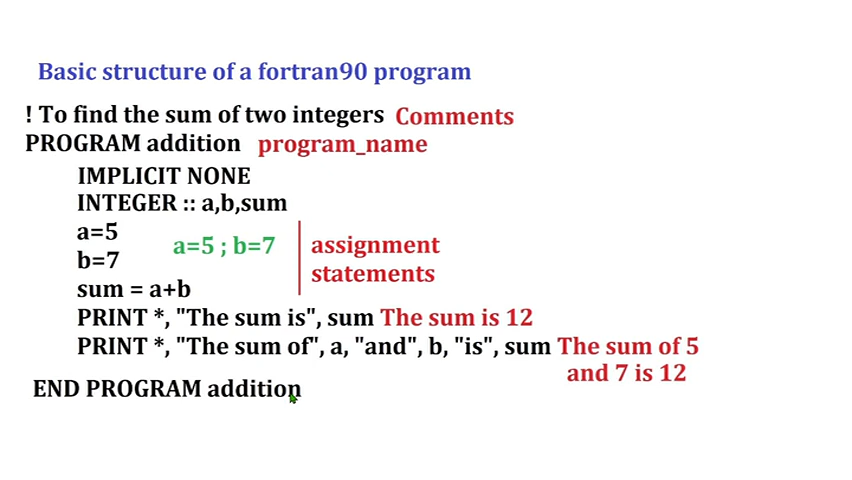 Basic structure of a fortran90 program
! To find the sum of two integers Comments
PROGRAM addition program_name
IMPLICIT NONE
INTEGER :: a,b,sum
a=5
b=7
a=5 ; b=7
assignment
statements
sum = a+b
PRINT *, "The sum is", sum The sum is 12
PRINT *, "The sum of", a, "and", b, "is", sum The sum of 5
and 7 is 12
END PROGRAM addition